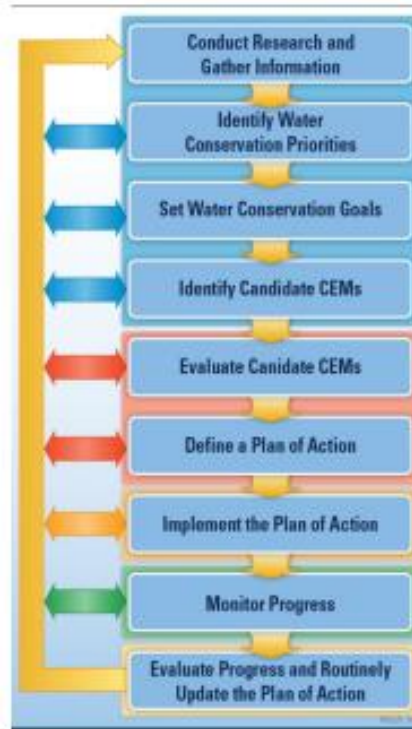 Conduct Research and
Gather Information
Identify Water
Conservation Priorities
Set Water Conservation Goals
Identify Candidate CEMs
Evaluate Canidate CEMs
Define a Plan of Action
Implement the Plan of Action
Monitor Progress
Evaluate Progress and Routinely
Update the Plan of Action